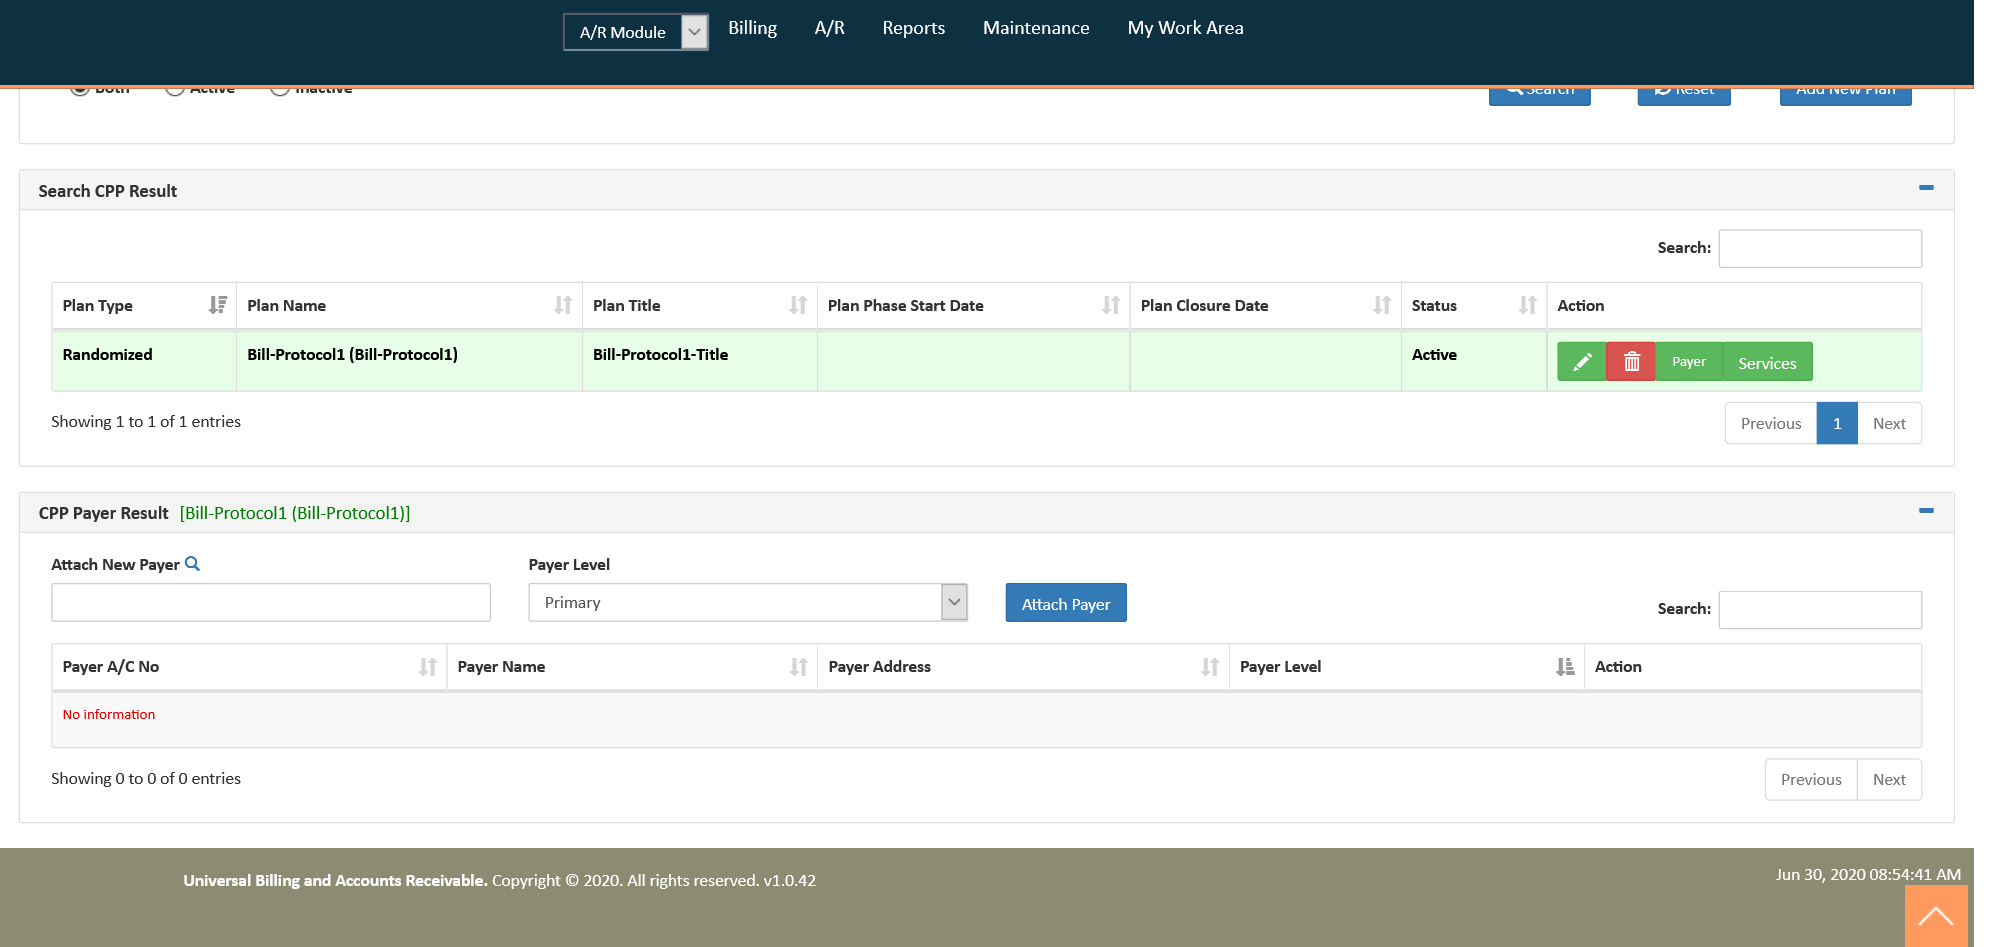 A/R Module Billing A/R Reports Maintenance My Work Area
Both Active Inactive Search Reset Add New Plan
Search CPP Result
Search:
Plan Type Plan Name Plan Title Plan Phase Start Date Plan Closure Date Status Action
Randomized Bill-Protocol1 (Bill-Protocol1) Bill-Protocol1-Title Active Payer Services
Showing 1 to 1 of 1 entries Previous 1 Next
CPP Payer Result [Bill-Protocol1 (Bill-Protocol1)]
Attach New Payer Payer Level
Primary Attach Payer Search:
Payer A/C No Payer Name Payer Address Payer Level Action
No information
Showing 0 to 0 of 0 entries Previous Next
Universal Billing and Accounts Receivable. Copyright © 2020. All rights reserved. v1.0.42 Jun 30, 2020 08:54:41 AM